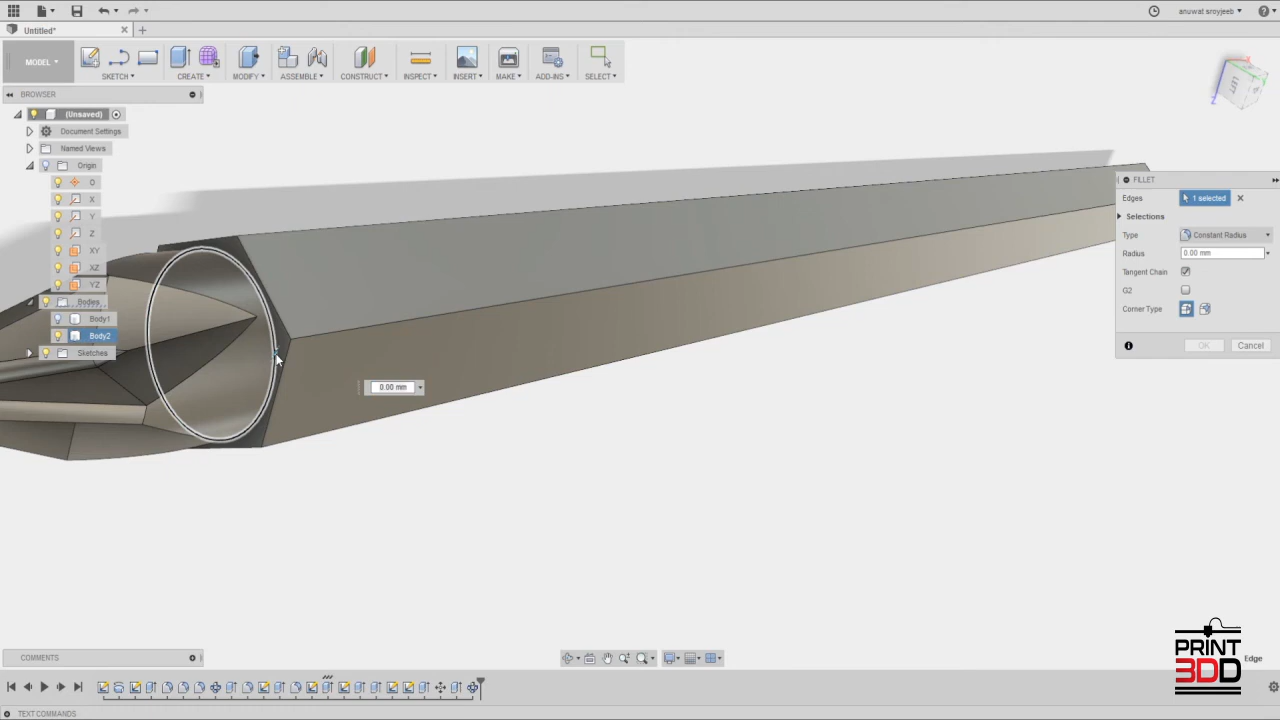 anuwat sroyjeeb
Untitled*
MODEL
SKETCH
CREATE
MODIFY
ASSEMBLE
CONSTRUCT
INSPECT
INSERT
MAKE
ADD-INS
SELECT
BROWSER
(Unsaved)
Document Settings
Named Views
Origin
O
X
Y
Z
XY
XZ
YZ
Bodies
Body1
Body2
Sketches
FILLET
Edges
1 selected
Selections
Type
Constant Radius
Radius
0.00 mm
Tangent Chain
G2
Corner Type
OK
Cancel
0.00 mm
COMMENTS
PRINT
3DD
Edge
TEXT COMMANDS